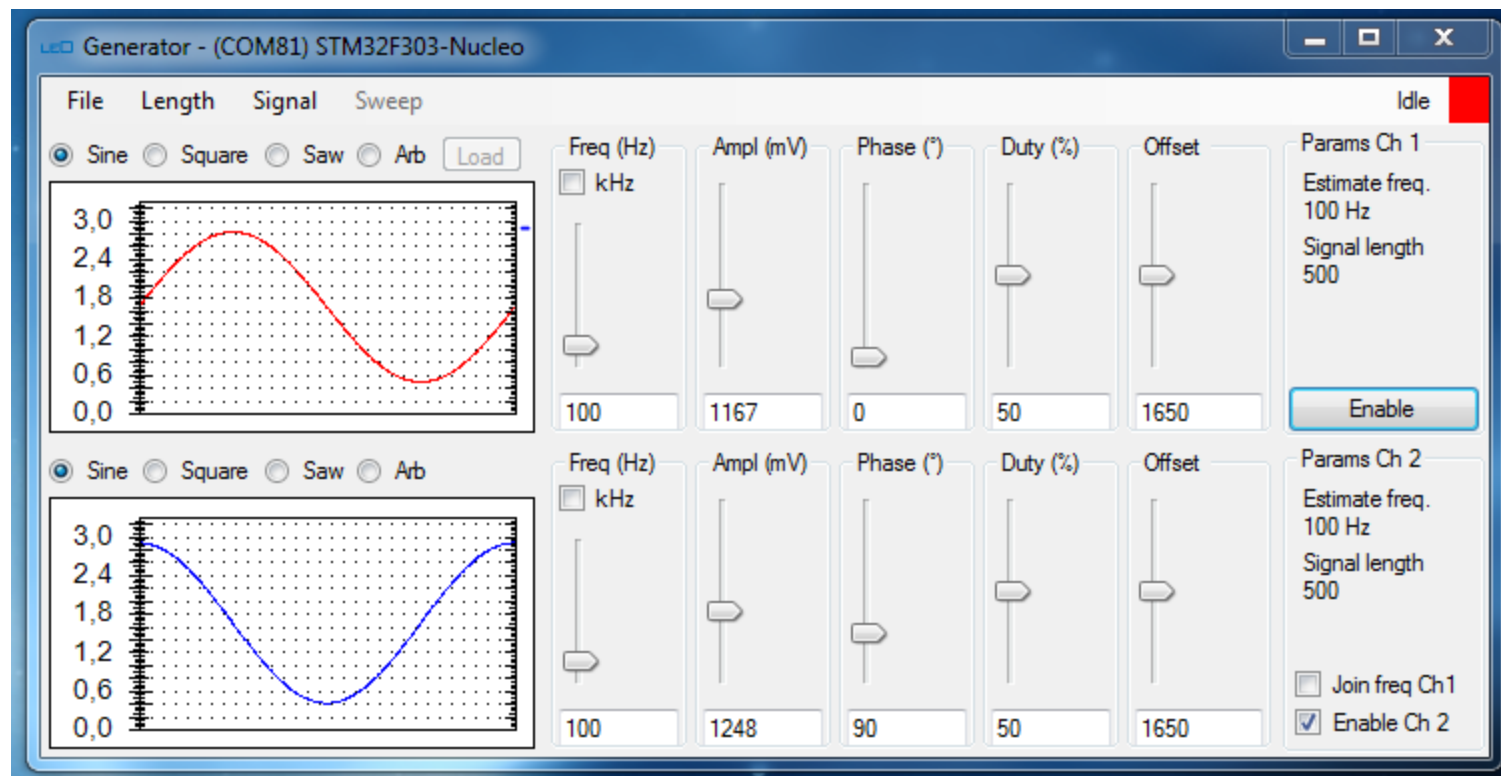 LEO Generator - (COM81) STM32F303-Nucleo
File Length Signal Sweep Idle
Sine Square Saw Arb Load
3,0
2,4
1,8
1,2
0,6
0,0
Freq (Hz)
kHz
100
Ampl (mV)
1167
Phase (°)
0
Duty (%)
50
Offset
1650
Params Ch 1
Estimate freq.
100 Hz
Signal length
500
Enable
Sine Square Saw Arb
3,0
2,4
1,8
1,2
0,6
0,0
Freq (Hz)
kHz
100
Ampl (mV)
1248
Phase (°)
90
Duty (%)
50
Offset
1650
Params Ch 2
Estimate freq.
100 Hz
Signal length
500
Join freq Ch1
Enable Ch 2